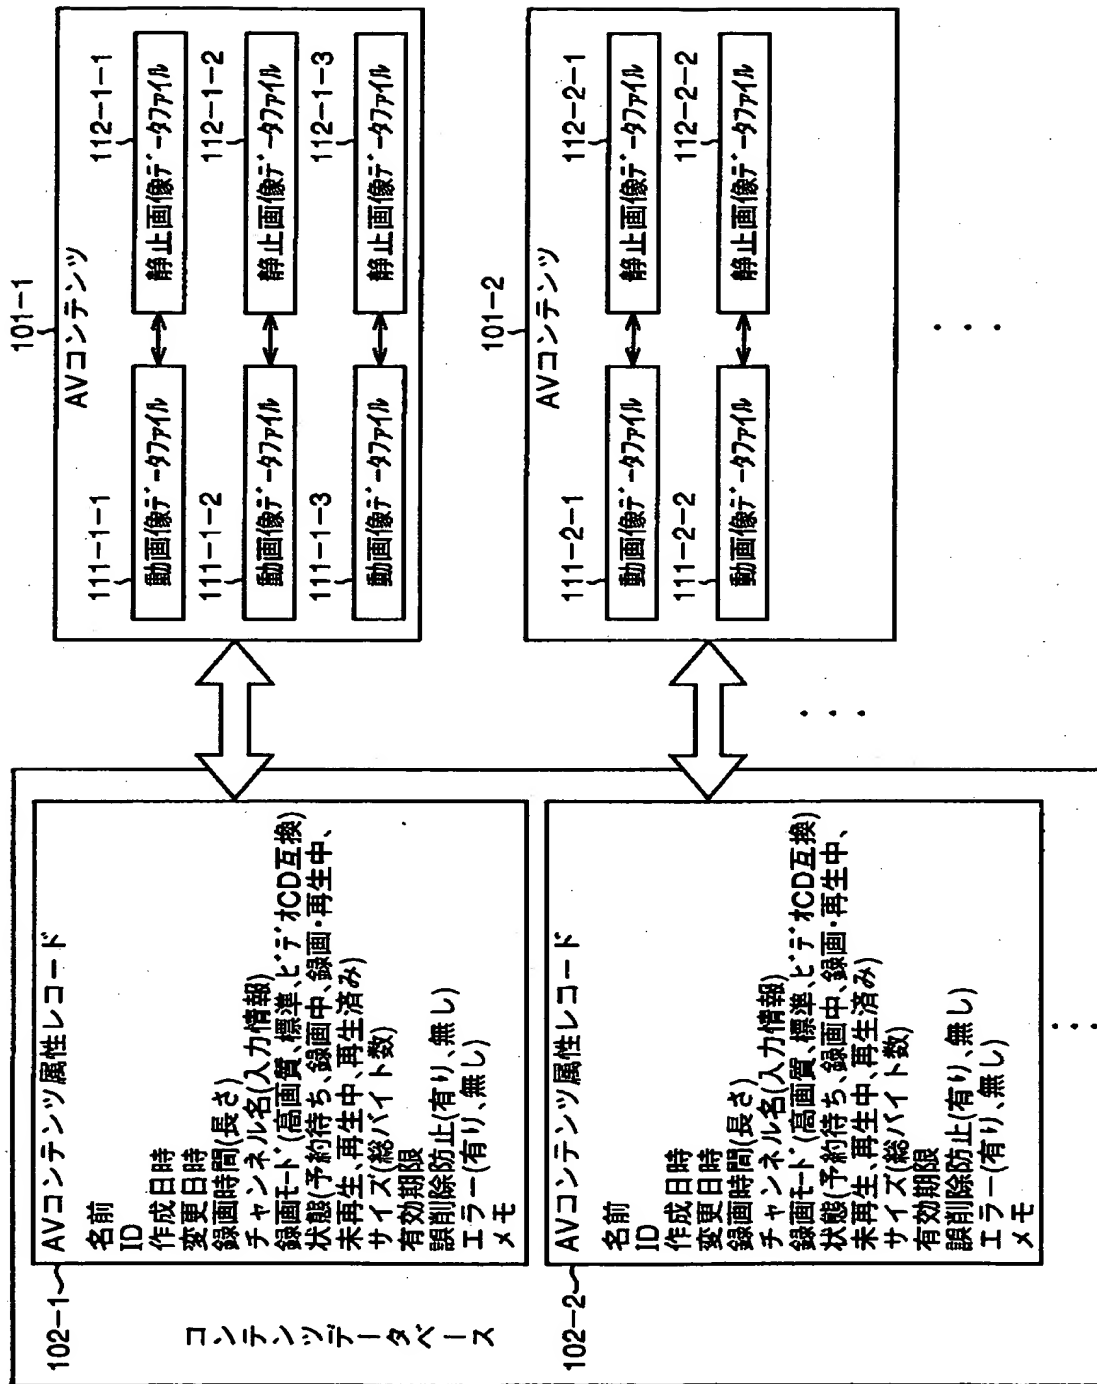 コンテンツデータベース
102-1
AVコンテンツ属性レコード
名前
ID
作成日時
変更日時
録画時間(長さ)
チャンネル名(入力情報)
録画ﾓｰﾄﾞ(高画質、標準、ﾋﾞﾃﾞｵCD互換)
状態(予約待ち、録画中、録画・再生中、
未再生、再生中、再生済み)
サイズ(総バイト数)
有効期限
誤削除防止(有り、無し)
エラー(有り、無し)
メモ
101-1
AVコンテンツ
111-1-1
動画像ﾃﾞｰﾀﾌｧｲﾙ
112-1-1
静止画像ﾃﾞｰﾀﾌｧｲﾙ
111-1-2
動画像ﾃﾞｰﾀﾌｧｲﾙ
112-1-2
静止画像ﾃﾞｰﾀﾌｧｲﾙ
111-1-3
動画像ﾃﾞｰﾀﾌｧｲﾙ
112-1-3
静止画像ﾃﾞｰﾀﾌｧｲﾙ
102-2
AVコンテンツ属性レコード
名前
ID
作成日時
変更日時
録画時間(長さ)
チャンネル名(入力情報)
録画ﾓｰﾄﾞ(高画質、標準、ﾋﾞﾃﾞｵCD互換)
状態(予約待ち、録画中、録画・再生中、
未再生、再生中、再生済み)
サイズ(総バイト数)
有効期限
誤削除防止(有り、無し)
エラー(有り、無し)
メモ
101-2
AVコンテンツ
111-2-1
動画像ﾃﾞｰﾀﾌｧｲﾙ
112-2-1
静止画像ﾃﾞｰﾀﾌｧｲﾙ
111-2-2
動画像ﾃﾞｰﾀﾌｧｲﾙ
112-2-2
静止画像ﾃﾞｰﾀﾌｧｲﾙ